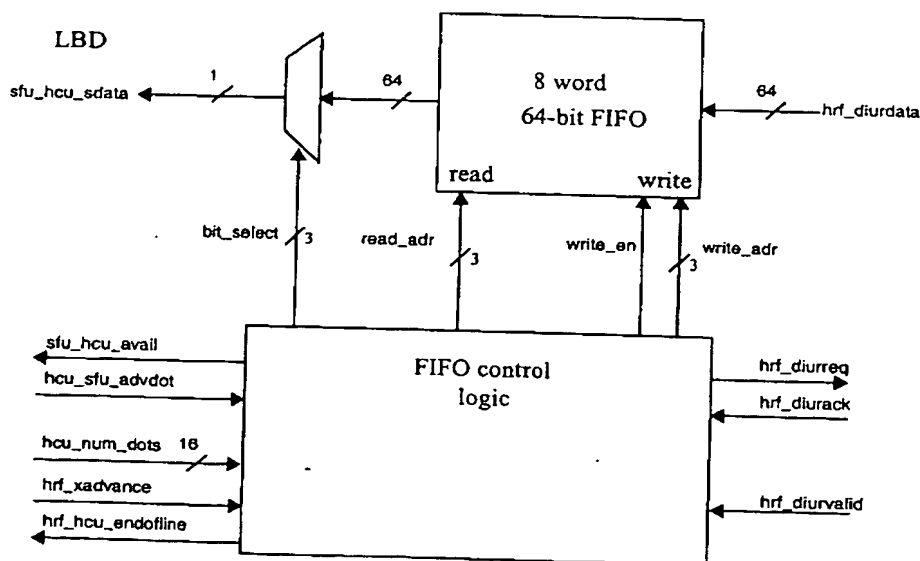 LBD
sfu_hcu_sdata
1
64
8 word
64-bit FIFO
64
hrf_diurdata
read
write
bit_select
3
read_adr
3
write_en
write_adr
3
sfu_hcu_avail
hcu_sfu_advdot
FIFO control
logic
hrf_diurreq
hrf_diurack
hcu_num_dots
16
hrf_xadvance
hrf_hcu_endofline
hrf_diurvalid